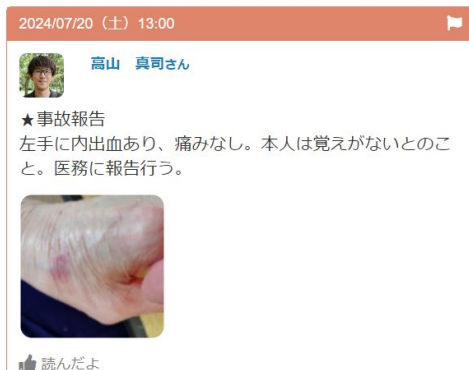 2024/07/20（土）13:00
高山　真司さん
★事故報告
左手に内出血あり、痛みなし。本人は覚えがないとのこ
と。医務に報告行う。
読んだよ